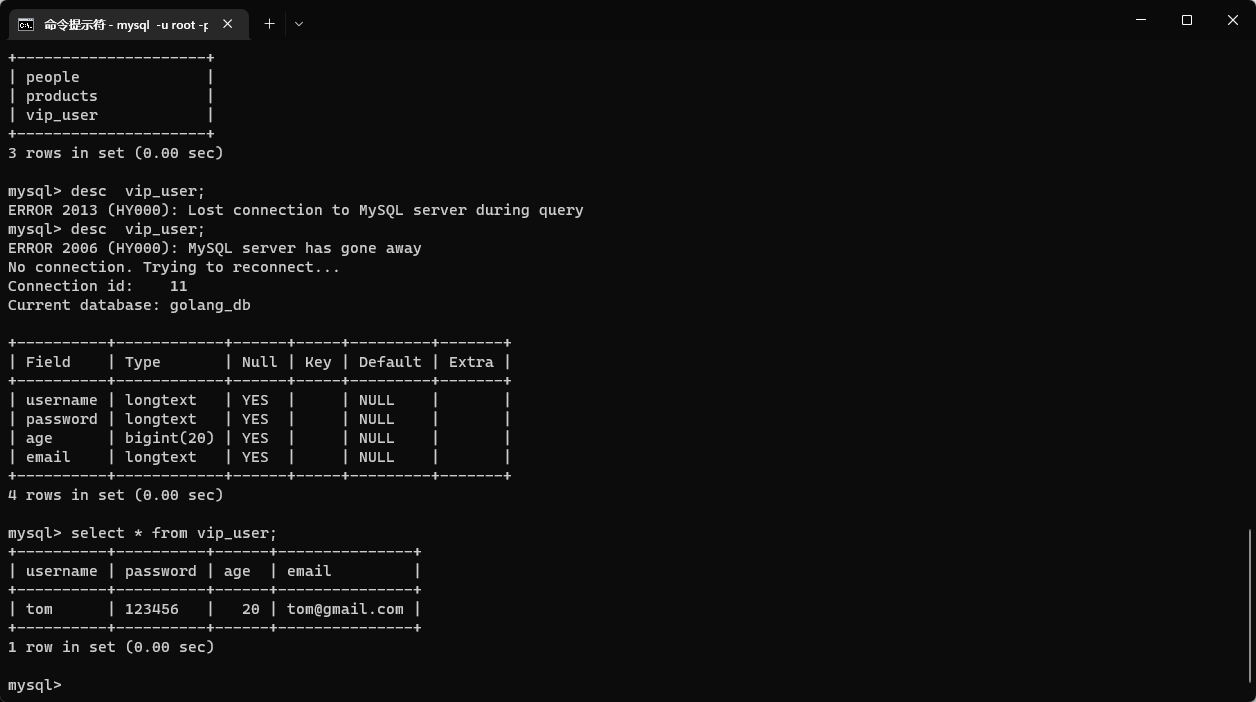 命令提示符 - mysql  -u root -p
+---------------------+
| people              |
| products            |
| vip_user            |
+---------------------+
3 rows in set (0.00 sec)
mysql> desc  vip_user;
ERROR 2013 (HY000): Lost connection to MySQL server during query
mysql> desc  vip_user;
ERROR 2006 (HY000): MySQL server has gone away
No connection. Trying to reconnect...
Connection id:    11
Current database: golang_db
+----------+------------+------+-----+---------+-------+
| Field    | Type       | Null | Key | Default | Extra |
+----------+------------+------+-----+---------+-------+
| username | longtext   | YES  |     | NULL    |       |
| password | longtext   | YES  |     | NULL    |       |
| age      | bigint(20) | YES  |     | NULL    |       |
| email    | longtext   | YES  |     | NULL    |       |
+----------+------------+------+-----+---------+-------+
4 rows in set (0.00 sec)
mysql> select * from vip_user;
+----------+----------+------+---------------+
| username | password | age  | email         |
+----------+----------+------+---------------+
| tom      | 123456   |   20 | tom@gmail.com |
+----------+----------+------+---------------+
1 row in set (0.00 sec)
mysql>